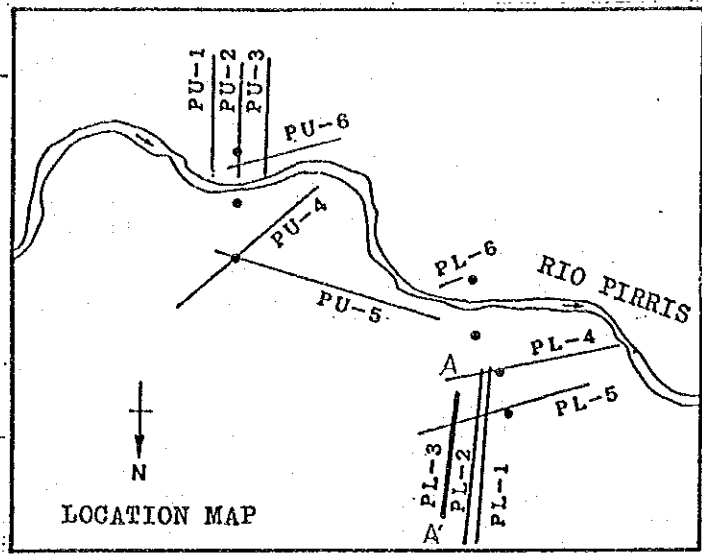 PU-1
PU-2
PU-3
PU-6
PU-4
PU-5
PL-6
RIO PIRRIS
A
PL-4
PL-5
PL-3
PL-2
PL-1
A'
N
LOCATION MAP